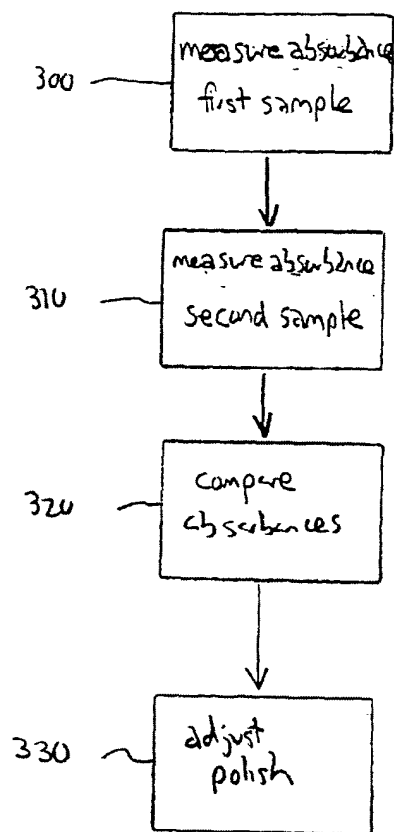 300
measure absorbance
first sample
310
measure absorbance
second sample
320
compare
absorbances
330
adjust
polish